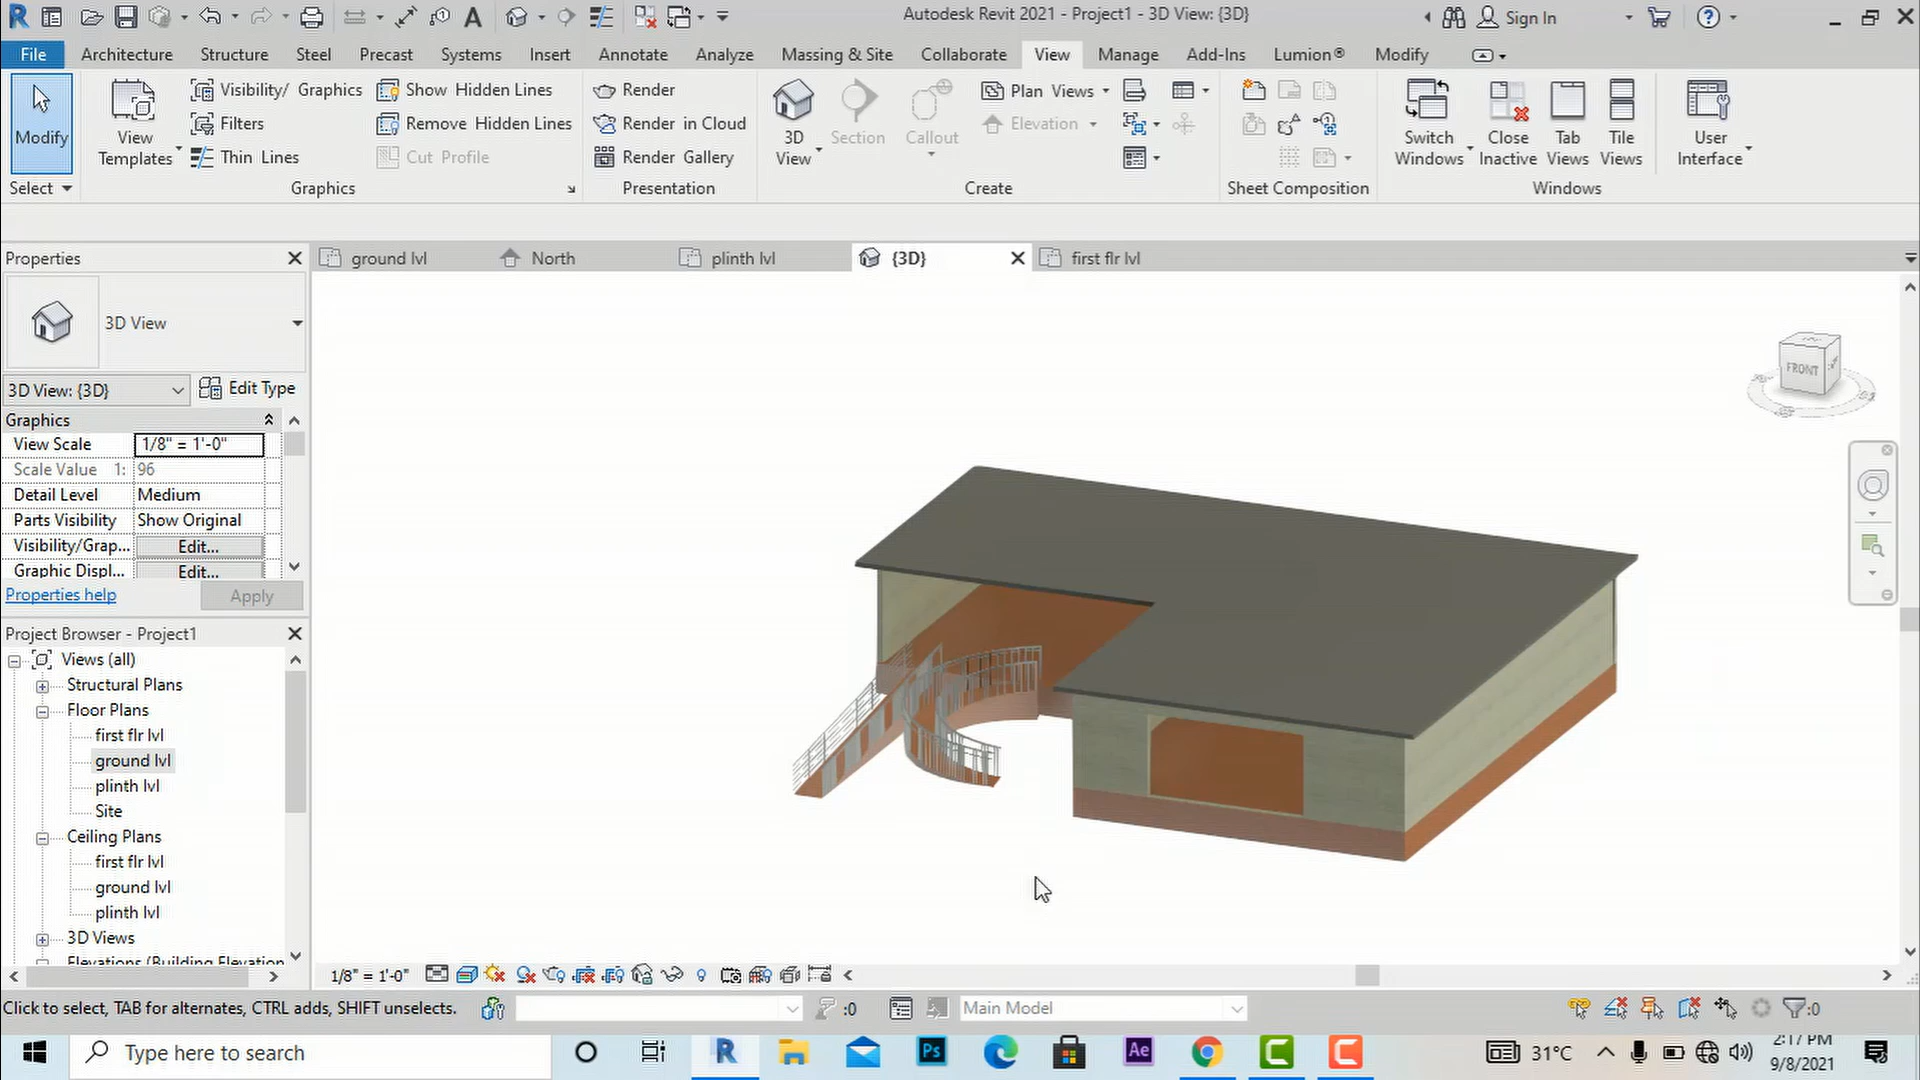 Autodesk Revit 2021 - Project1 - 3D View: {3D}
Sign In
File Architecture Structure Steel Precast Systems Insert Annotate Analyze Massing & Site Collaborate View Manage Add-Ins Lumion® Modify
Modify
View Templates
Visibility/ Graphics
Filters
Thin Lines
Show Hidden Lines
Remove Hidden Lines
Cut Profile
Render
Render in Cloud
Render Gallery
3D View
Section
Callout
Plan Views
Elevation
Switch Windows
Close Inactive
Tab Views
Tile Views
User Interface
Select Graphics Presentation Create Sheet Composition Windows
Properties
ground lvl North plinth lvl {3D} first flr lvl
3D View
3D View: {3D} Edit Type
Graphics
View Scale 1/8" = 1'-0"
Scale Value 1: 96
Detail Level Medium
Parts Visibility Show Original
Visibility/Grap... Edit...
Graphic Displ... Edit...
Properties help Apply
FRONT
Project Browser - Project1
Views (all)
Structural Plans
Floor Plans
first flr lvl
ground lvl
plinth lvl
Site
Ceiling Plans
first flr lvl
ground lvl
plinth lvl
3D Views
Elevations (Building Elevation
1/8" = 1'-0"
Click to select, TAB for alternates, CTRL adds, SHIFT unselects.
:0
Main Model
:0
Type here to search
Ps
Ae
31°C
2:17 PM
9/8/2021